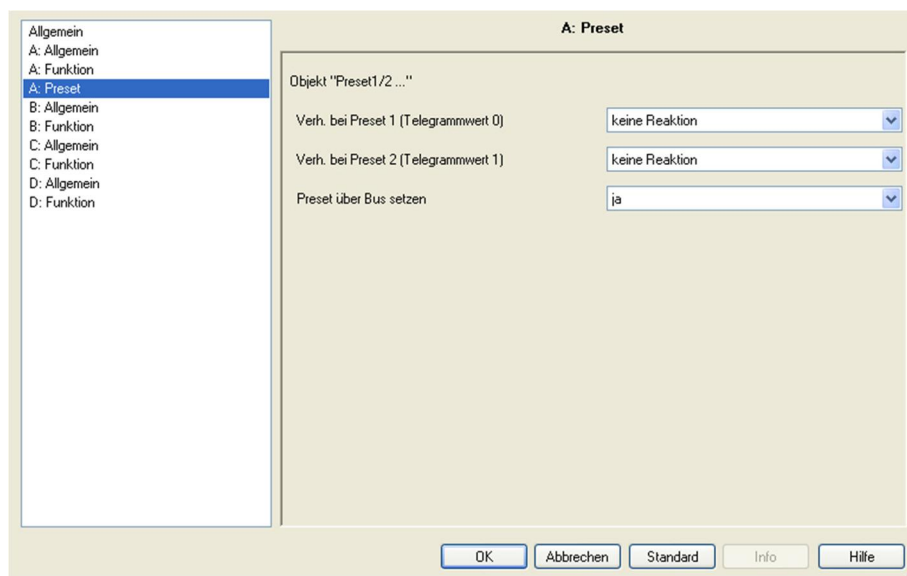 Allgemein
A: Allgemein
A: Funktion
A: Preset
B: Allgemein
B: Funktion
C: Allgemein
C: Funktion
D: Allgemein
D: Funktion
A: Preset
Objekt "Preset1/2 ..."
Verh. bei Preset 1 (Telegrammwert 0) keine Reaktion
Verh. bei Preset 2 (Telegrammwert 1) keine Reaktion
Preset über Bus setzen ja
OK Abbrechen Standard Info Hilfe